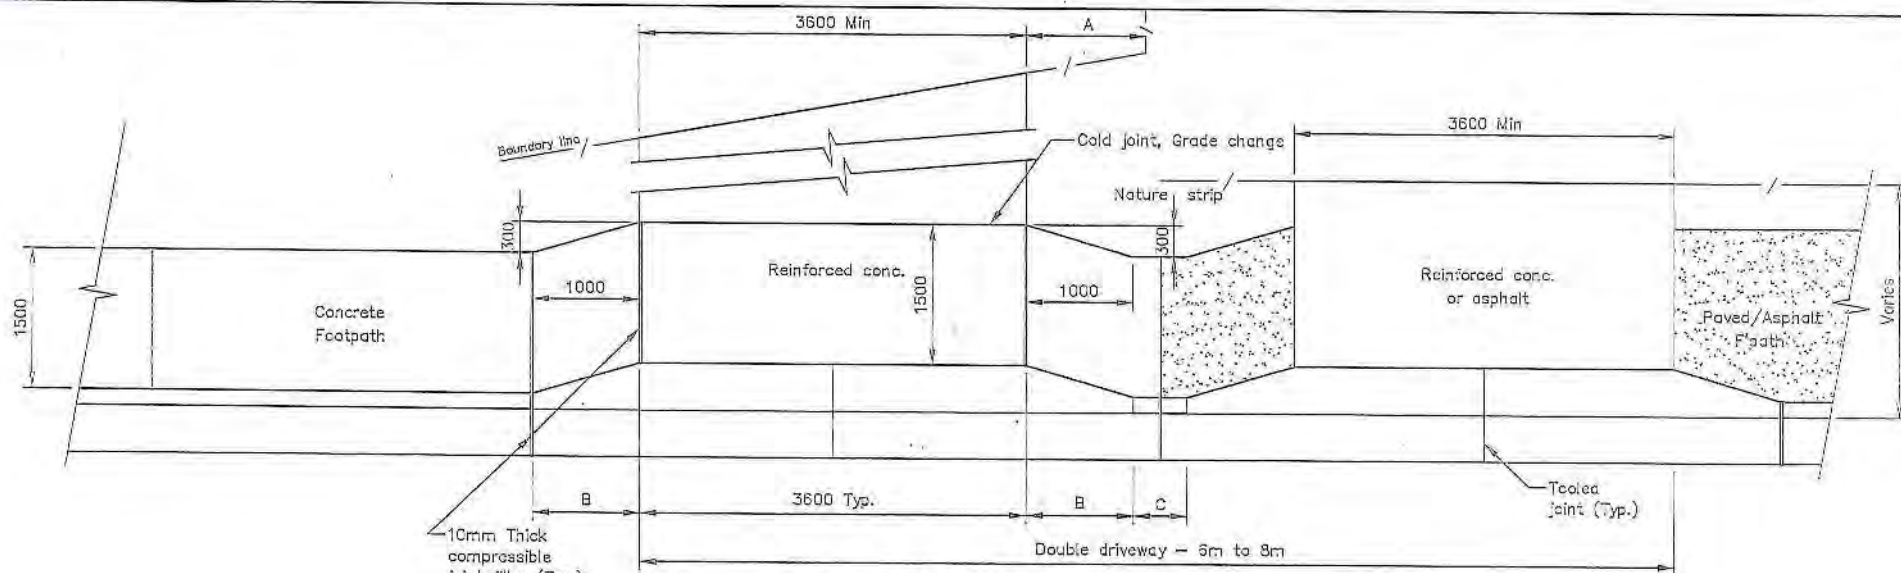 3600 Min
A
Boundary line
Cold joint, Grade change
3600 Min
Nature strip
300
300
1500
1000
Reinforced conc.
1500
1000
Reinforced conc.
or asphalt
Concrete
Footpath
Paved/Asphalt
F'path
Varies
B
3600 Typ.
B
C
Tooled
joint (Typ.)
10mm Thick
compressible
Double driveway – 6m to 8m